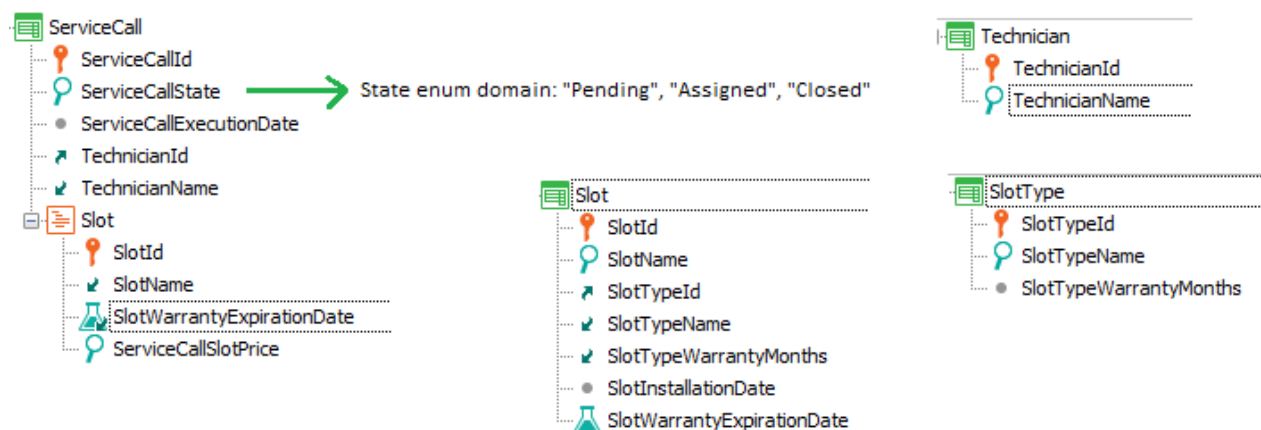 ServiceCall
ServiceCallId
ServiceCallState
State enum domain: "Pending", "Assigned", "Closed"
ServiceCallExecutionDate
TechnicianId
TechnicianName
Slot
SlotId
SlotName
SlotWarrantyExpirationDate
ServiceCallSlotPrice
Slot
SlotId
SlotName
SlotTypeId
SlotTypeName
SlotTypeWarrantyMonths
SlotInstallationDate
SlotWarrantyExpirationDate
Technician
TechnicianId
TechnicianName
SlotType
SlotTypeId
SlotTypeName
SlotTypeWarrantyMonths